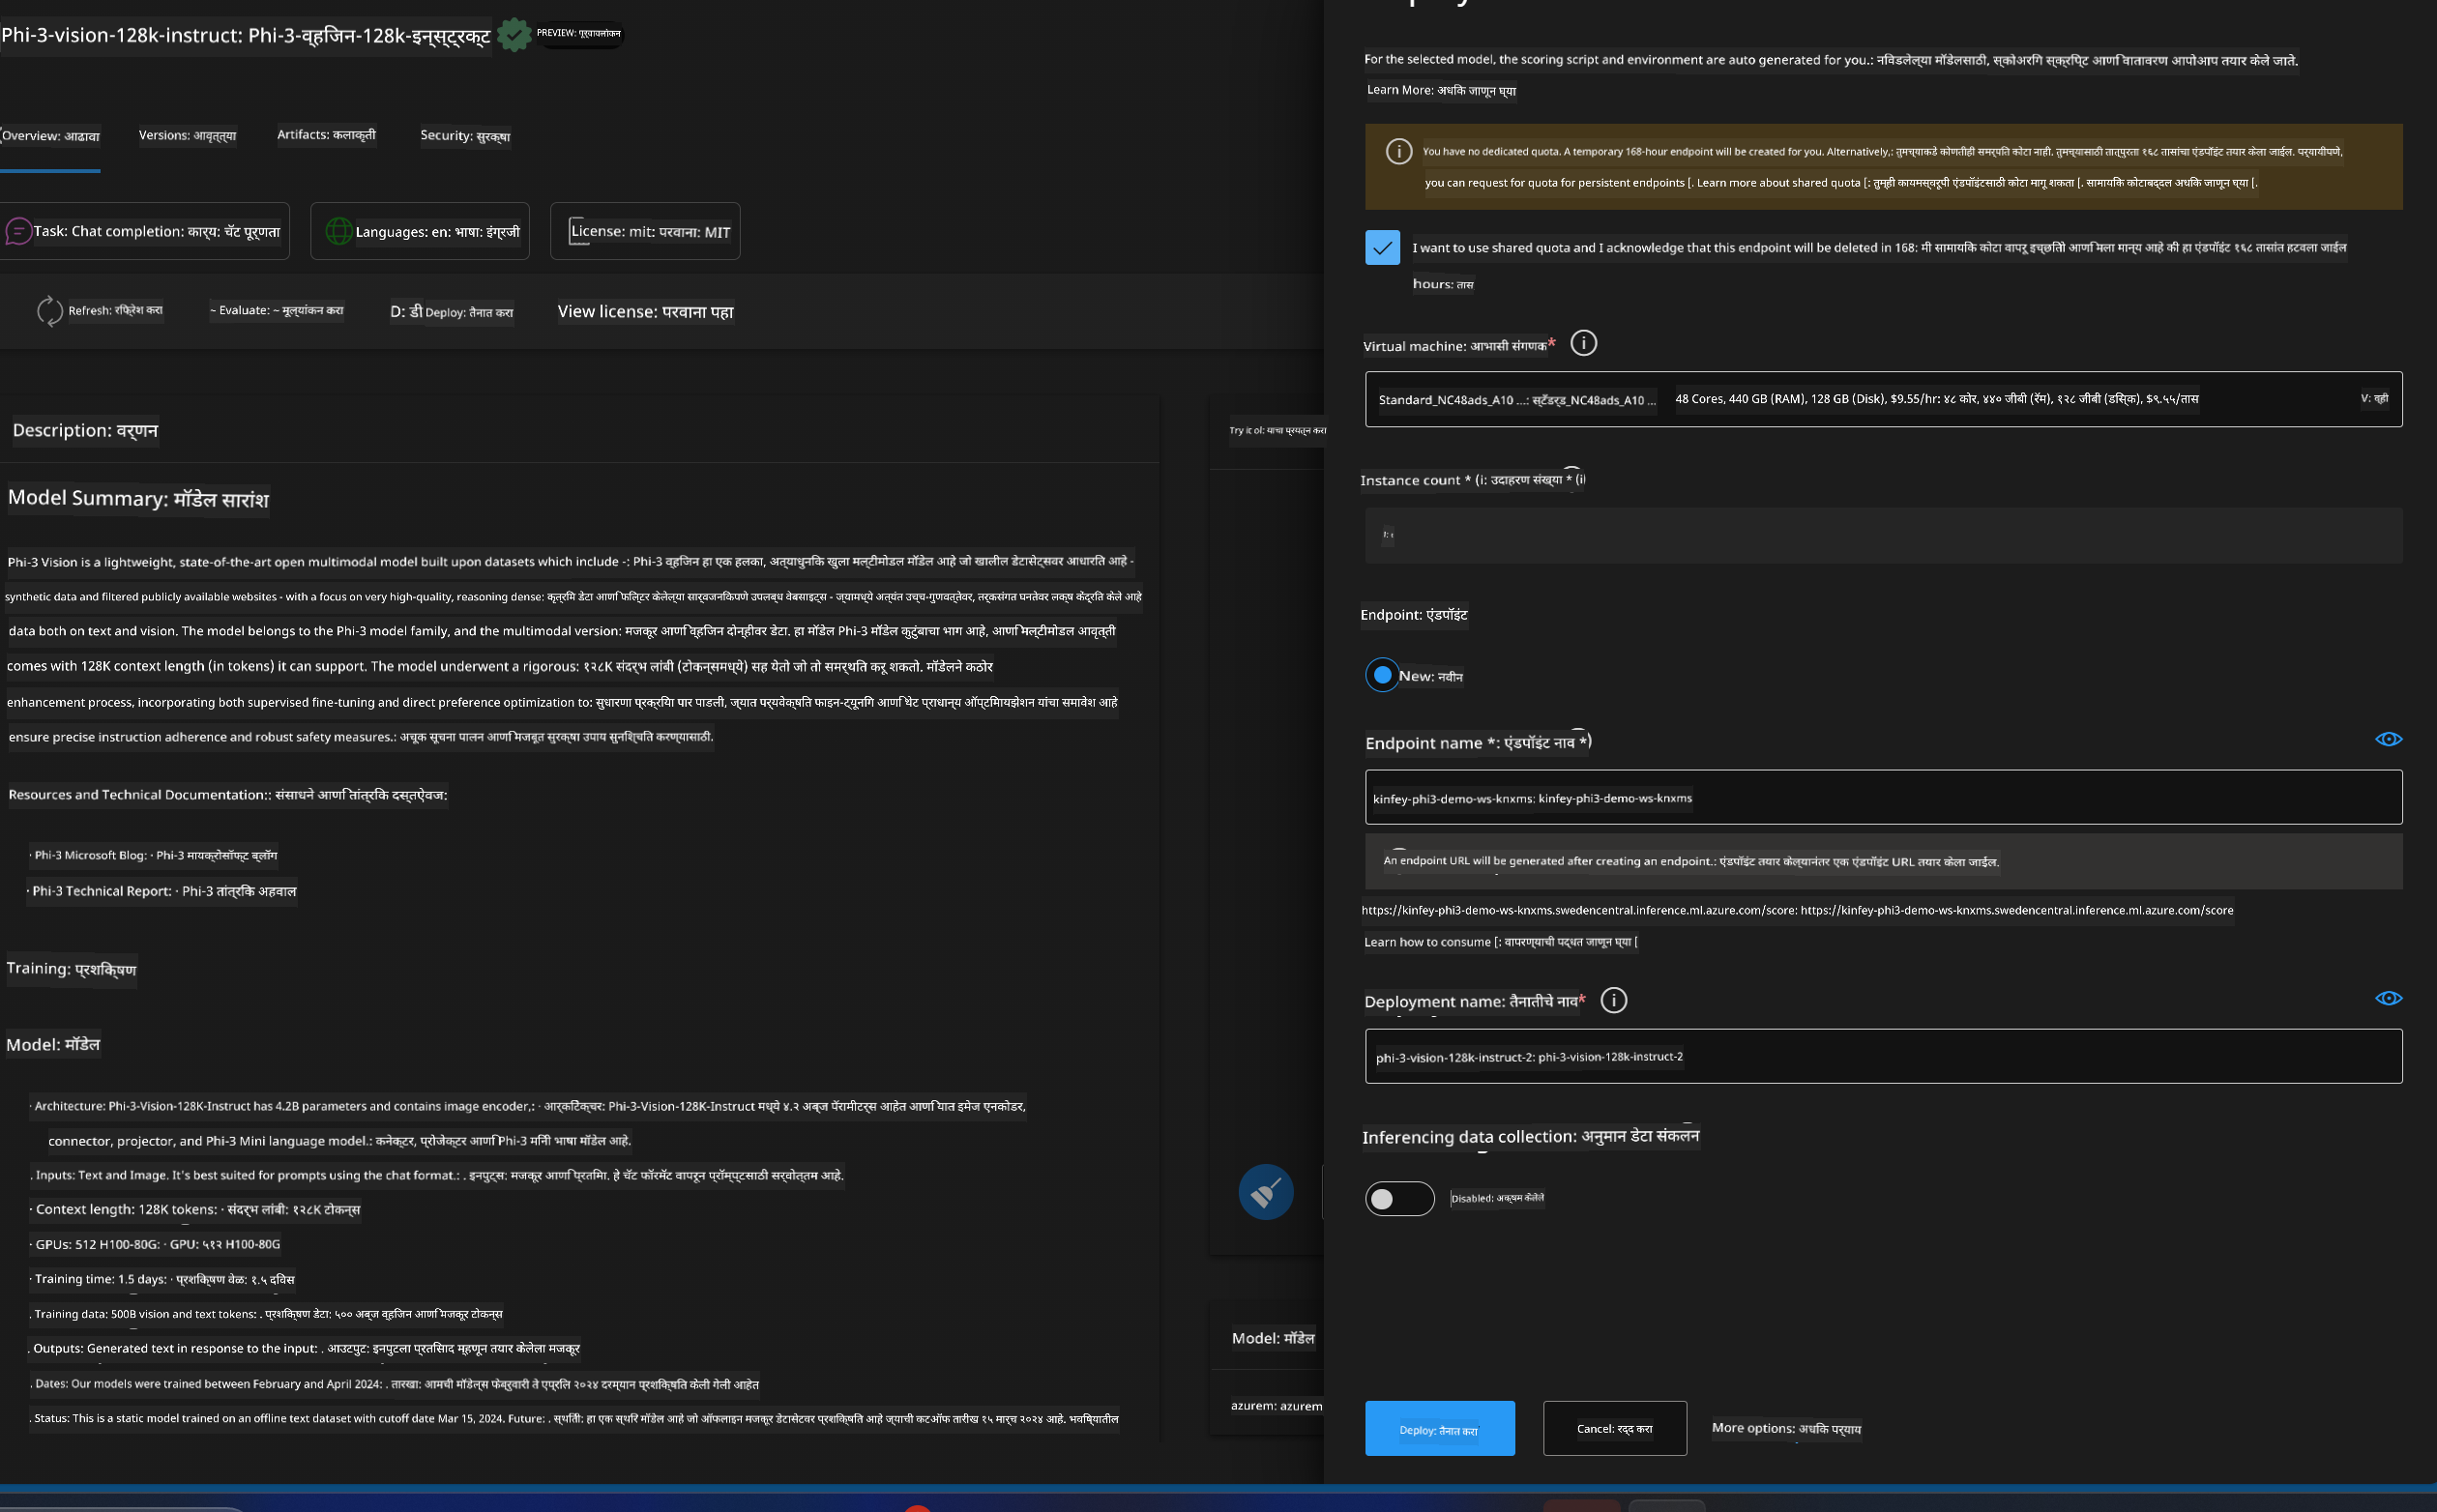 Phi-3-vision-128k-instruct: Phi-3-व्हिजन-128k-इन्स्ट्रक्ट
PREVIEW: पूर्वावलोकन
Overview: आढावा
Versions: आवृत्त्या
Artifacts: कलाकृती
Security: सुरक्षा
Task: Chat completion: कार्य: चॅट पूर्णता
Languages: en: भाषा: इंग्रजी
License: mit: परवाना: MIT
Refresh: रिफ्रेश करा
~ Evaluate: ~ मूल्यांकन करा
D: डी
Deploy: तैनात करा
View license: परवाना पहा
Description: वर्णन
Model Summary: मॉडेल सारांश
Phi-3 Vision is a lightweight, state-of-the-art open multimodal model built upon datasets which include -: Phi-3 व्हिजन हा एक हलका, अत्याधुनिक खुला मल्टीमोडल मॉडेल आहे जो खालील डेटासेट्सवर आधारित आहे -
synthetic data and filtered publicly available websites - with a focus on very high-quality, reasoning dense: कृत्रिम डेटा आणि फिल्टर केलेल्या सार्वजनिकपणे उपलब्ध वेबसाइट्स - ज्यामध्ये अत्यंत उच्च-गुणवत्तेवर, तर्कसंगत घनतेवर लक्ष केंद्रित केले आहे
data both on text and vision. The model belongs to the Phi-3 model family, and the multimodal version: मजकूर आणि व्हिजन दोन्हीवर डेटा. हा मॉडेल Phi-3 मॉडेल कुटुंबाचा भाग आहे, आणि मल्टीमोडल आवृत्ती
comes with 128K context length (in tokens) it can support. The model underwent a rigorous: १२८K संदर्भ लांबी (टोकन्समध्ये) सह येतो जो तो समर्थित करू शकतो. मॉडेलने कठोर
enhancement process, incorporating both supervised fine-tuning and direct preference optimization to: सुधारणा प्रक्रिया पार पाडली, ज्यात पर्यवेक्षित फाइन-ट्यूनिंग आणि थेट प्राधान्य ऑप्टिमायझेशन यांचा समावेश आहे
ensure precise instruction adherence and robust safety measures.: अचूक सूचना पालन आणि मजबूत सुरक्षा उपाय सुनिश्चित करण्यासाठी.
Resources and Technical Documentation:: संसाधने आणि तांत्रिक दस्तऐवज:
· Phi-3 Microsoft Blog: · Phi-3 मायक्रोसॉफ्ट ब्लॉग
· Phi-3 Technical Report: · Phi-3 तांत्रिक अहवाल
Training: प्रशिक्षण
Model: मॉडेल
· Architecture: Phi-3-Vision-128K-Instruct has 4.2B parameters and contains image encoder,: · आर्किटेक्चर: Phi-3-Vision-128K-Instruct मध्ये ४.२ अब्ज पॅरामीटर्स आहेत आणि यात इमेज एनकोडर,
connector, projector, and Phi-3 Mini language model.: कनेक्टर, प्रोजेक्टर आणि Phi-3 मिनी भाषा मॉडेल आहे.
. Inputs: Text and Image. It's best suited for prompts using the chat format.: . इनपुट्स: मजकूर आणि प्रतिमा. हे चॅट फॉरमॅट वापरून प्रॉम्प्टसाठी सर्वोत्तम आहे.
· Context length: 128K tokens: · संदर्भ लांबी: १२८K टोकन्स
· GPUs: 512 H100-80G: · GPU: ५१२ H100-80G
· Training time: 1.5 days: · प्रशिक्षण वेळ: १.५ दिवस
. Training data: 500B vision and text tokens: . प्रशिक्षण डेटा: ५०० अब्ज व्हिजन आणि मजकूर टोकन्स
. Outputs: Generated text in response to the input: . आउटपुट: इनपुटला प्रतिसाद म्हणून तयार केलेला मजकूर
. Dates: Our models were trained between February and April 2024: . तारखा: आमची मॉडेल्स फेब्रुवारी ते एप्रिल २०२४ दरम्यान प्रशिक्षित केली गेली आहेत
. Status: This is a static model trained on an offline text dataset with cutoff date Mar 15, 2024. Future: . स्थिती: हा एक स्थिर मॉडेल आहे जो ऑफलाइन मजकूर डेटासेटवर प्रशिक्षित आहे ज्याची कटऑफ तारीख १५ मार्च २०२४ आहे. भविष्यातील
Try it ol: याचा प्रयत्न करा
Model: मॉडेल
azurem: azurem
For the selected model, the scoring script and environment are auto generated for you.: निवडलेल्या मॉडेलसाठी, स्कोअरिंग स्क्रिप्ट आणि वातावरण आपोआप तयार केले जाते.
Learn More: अधिक जाणून घ्या
You have no dedicated quota. A temporary 168-hour endpoint will be created for you. Alternatively,: तुमच्याकडे कोणतीही समर्पित कोटा नाही. तुमच्यासाठी तात्पुरता १६८ तासांचा एंडपॉइंट तयार केला जाईल. पर्यायीपणे,
you can request for quota for persistent endpoints [. Learn more about shared quota [: तुम्ही कायमस्वरूपी एंडपॉइंटसाठी कोटा मागू शकता [. सामायिक कोटाबद्दल अधिक जाणून घ्या [.
I want to use shared quota and I acknowledge that this endpoint will be deleted in 168: मी सामायिक कोटा वापरू इच्छितो आणि मला मान्य आहे की हा एंडपॉइंट १६८ तासांत हटवला जाईल
hours: तास
Virtual machine: आभासी संगणक*
Standard_NC48ads_A10 ...: स्टँडर्ड_NC48ads_A10 ...
48 Cores, 440 GB (RAM), 128 GB (Disk), $9.55/hr: ४८ कोर, ४४० जीबी (रॅम), १२८ जीबी (डिस्क), $९.५५/तास
V: व्ही
Instance count * (i: उदाहरण संख्या * (i
Endpoint: एंडपॉइंट
New: नवीन
Endpoint name *: एंडपॉइंट नाव *
kinfey-phi3-demo-ws-knxms: kinfey-phi3-demo-ws-knxms
An endpoint URL will be generated after creating an endpoint.: एंडपॉइंट तयार केल्यानंतर एक एंडपॉइंट URL तयार केला जाईल.
https://kinfey-phi3-demo-ws-knxms.swedencentral.inference.ml.azure.com/score: https://kinfey-phi3-demo-ws-knxms.swedencentral.inference.ml.azure.com/score
Learn how to consume [: वापरण्याची पद्धत जाणून घ्या [
Deployment name: तैनातीचे नाव*
phi-3-vision-128k-instruct-2: phi-3-vision-128k-instruct-2
Inferencing data collection: अनुमान डेटा संकलन
Disabled: अक्षम केलेले
Deploy: तैनात करा
Cancel: रद्द करा
More options: अधिक पर्याय